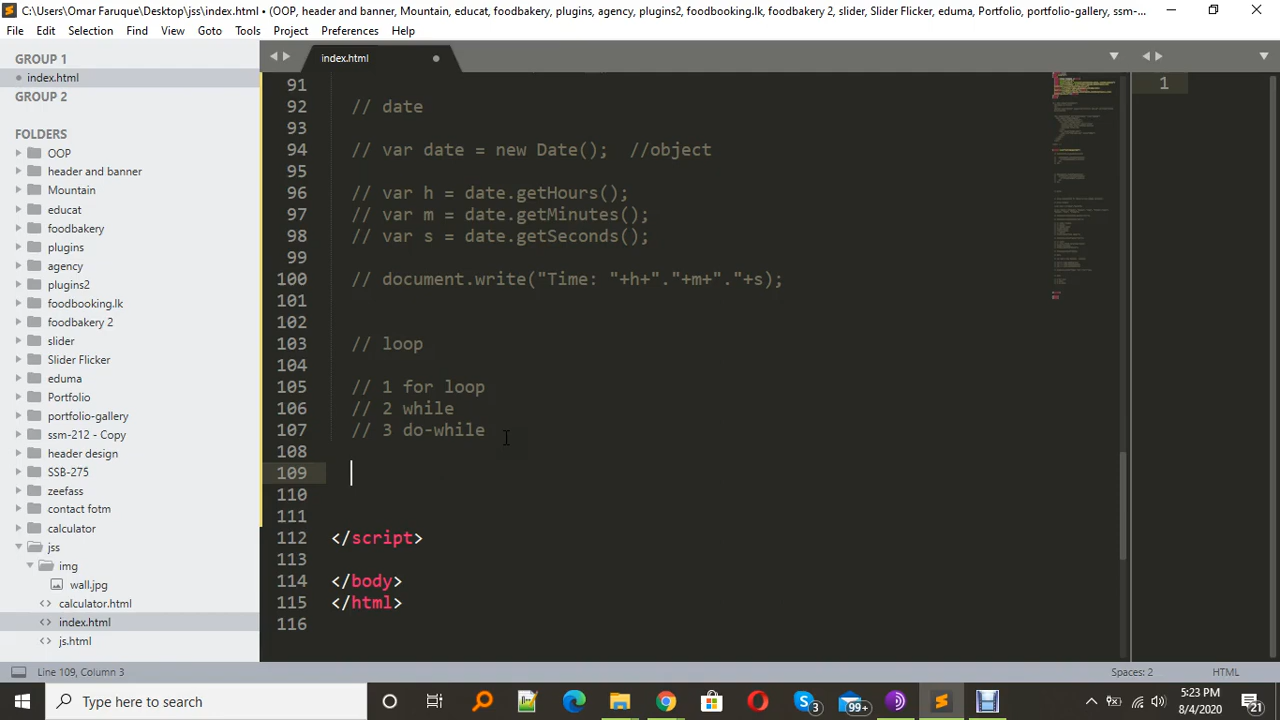 C:\Users\Omar Faruque\Desktop\jss\index.html • (OOP, header and banner, Mountain, educat, foodbakery, plugins, agency, plugins2, foodbooking.lk, foodbakery 2, slider, Slider Flicker, eduma, Portfolio, portfolio-gallery, ssm-...
File Edit Selection Find View Goto Tools Project Preferences Help
GROUP 1
index.html
GROUP 2
FOLDERS
OOP
header and banner
Mountain
educat
foodbakery
plugins
agency
plugins2
foodbooking.lk
foodbakery 2
slider
Slider Flicker
eduma
Portfolio
portfolio-gallery
ssm-212 - Copy
header design
SSB-275
zeefass
contact fotm
calculator
jss
img
wall.jpg
calculator.html
index.html
js.html
index.html
91
92 // date
93
94 // var date = new Date(); //object
95
96 // var h = date.getHours();
97 // var m = date.getMinutes();
98 var s = date.getSeconds();
99
100 document.write("Time: "+h+"."+m+"."+s);
101
102
103 // loop
104
105 // 1 for loop
106 // 2 while
107 // 3 do-while
108
109
110
111
112 </script>
113
114 </body>
115 </html>
116
1
Line 109, Column 3
Spaces: 2
HTML
Type here to search
3
99+
5:23 PM
8/4/2020
21